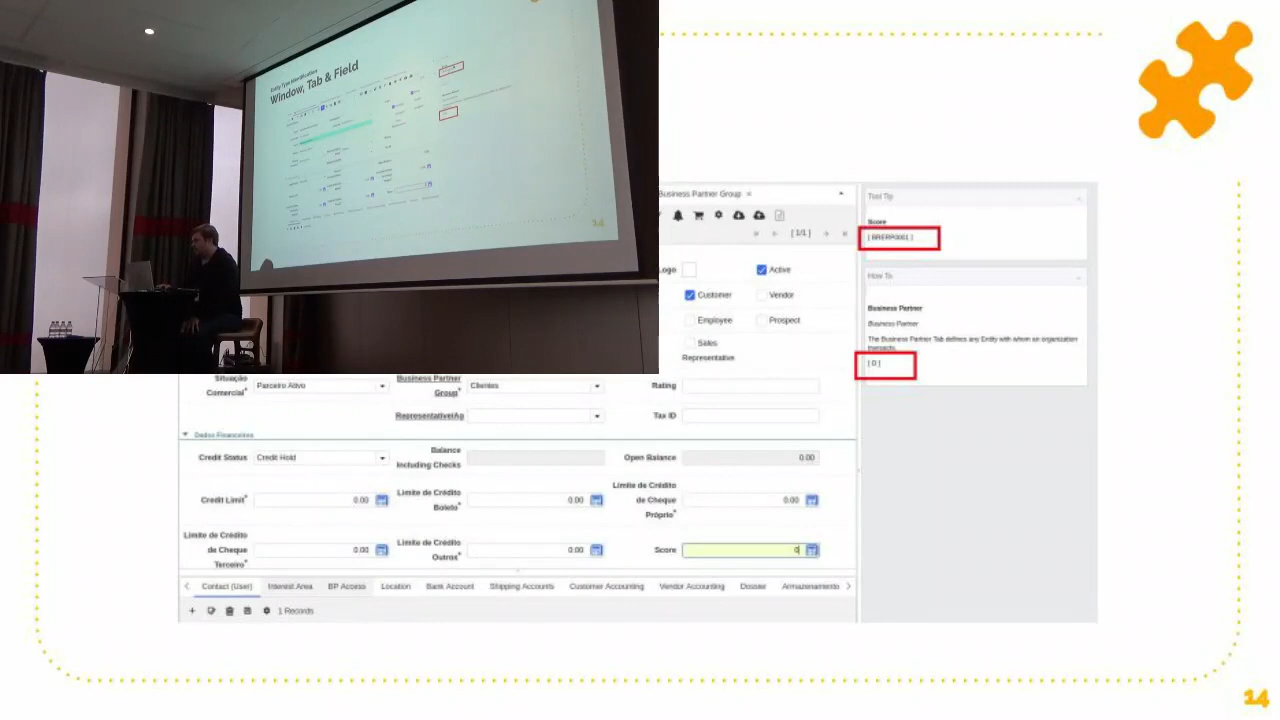 Entity Type Identification
Window, Tab & Field
14
Business Partner Group ×
[ 1/1 ]
Logo
Active
Customer
Vendor
Employee
Prospect
Sales
Representative
Tool Tip
Score
[ BRERP0001 ]
How To
Business Partner
Business Partner
The Business Partner Tab defines any Entity with whom an organization
transacts.
[ D ]
Situação
Comercial*
Parceiro Ativo
Business Partner
Group*
Clientes
Rating
Representative/Ag
Tax ID
Dados Financeiros
Credit Status
Credit Hold
Balance
Including Checks
Open Balance
0.00
Credit Limit*
0.00
Limite de Crédito
Boleto*
0.00
Limite de Crédito
de Cheque
Próprio*
0.00
Limite de Crédito
de Cheque
Terceiro*
0.00
Limite de Crédito
Outros*
0.00
Score
0
Contact (User) Interest Area BP Access Location Bank Account Shipping Accounts Customer Accounting Vendor Accounting Dossier Armazenamento
1 Records
14